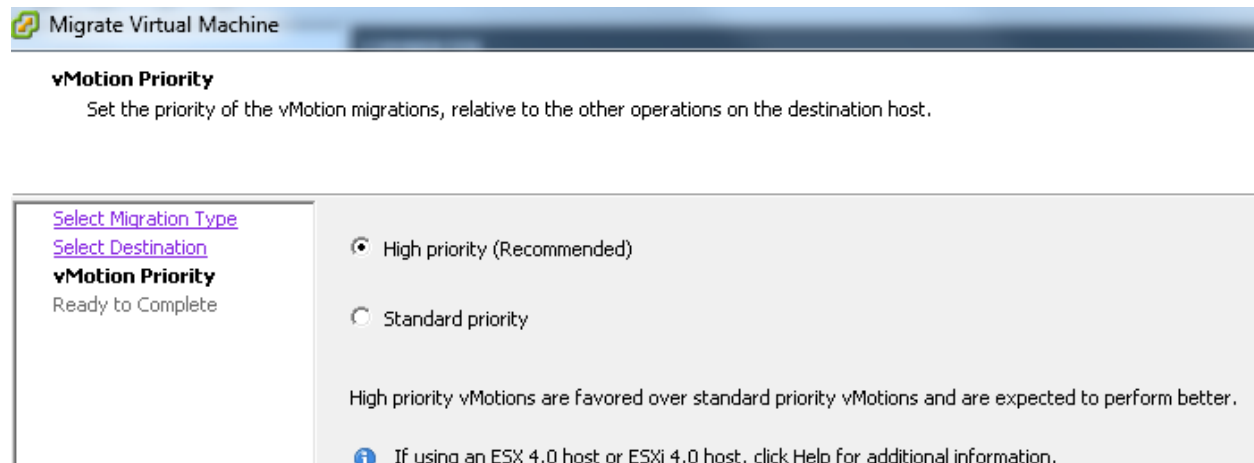 Migrate Virtual Machine
vMotion Priority
Set the priority of the vMotion migrations, relative to the other operations on the destination host.
Select Migration Type
Select Destination
vMotion Priority
Ready to Complete
High priority (Recommended)
Standard priority
High priority vMotions are favored over standard priority vMotions and are expected to perform better.
If using an ESX 4.0 host or ESXi 4.0 host, click Help for additional information.